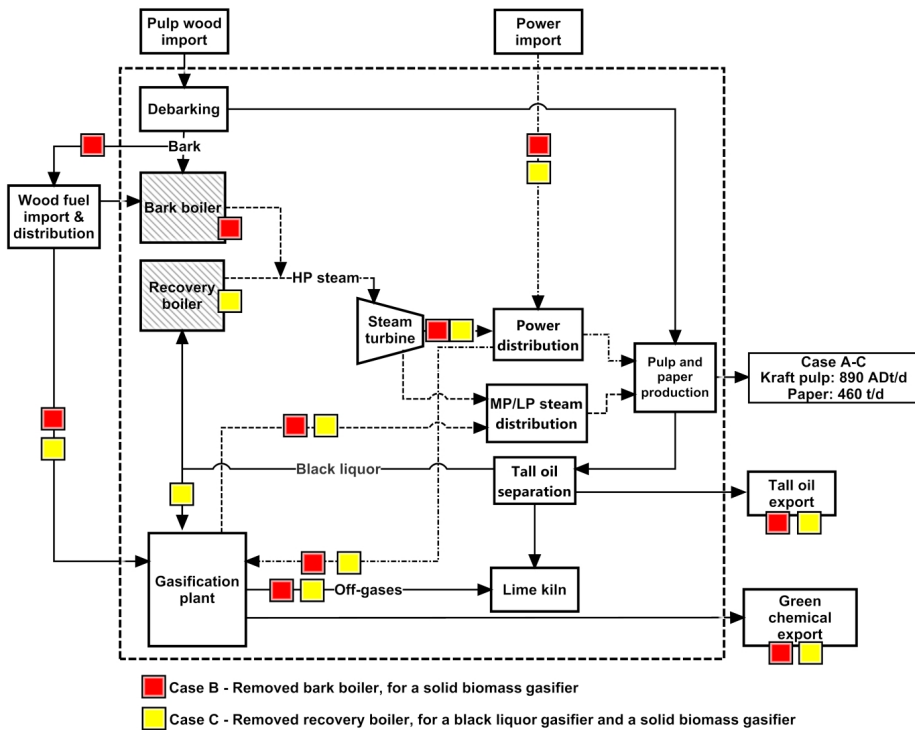 Pulp wood
import
Power
import
Debarking
Bark
Wood fuel
import &
distribution
Bark boiler
Recovery
boiler
HP steam
Steam
turbine
Power
distribution
Pulp and
paper
production
Case A-C
Kraft pulp: 890 ADt/d
Paper: 460 t/d
MP/LP steam
distribution
Black liquor
Tall oil
separation
Tall oil
export
Gasification
plant
Off-gases
Lime kiln
Green
chemical
export
Case B - Removed bark boiler, for a solid biomass gasifier
Case C - Removed recovery boiler, for a black liquor gasifier and a solid biomass gasifier